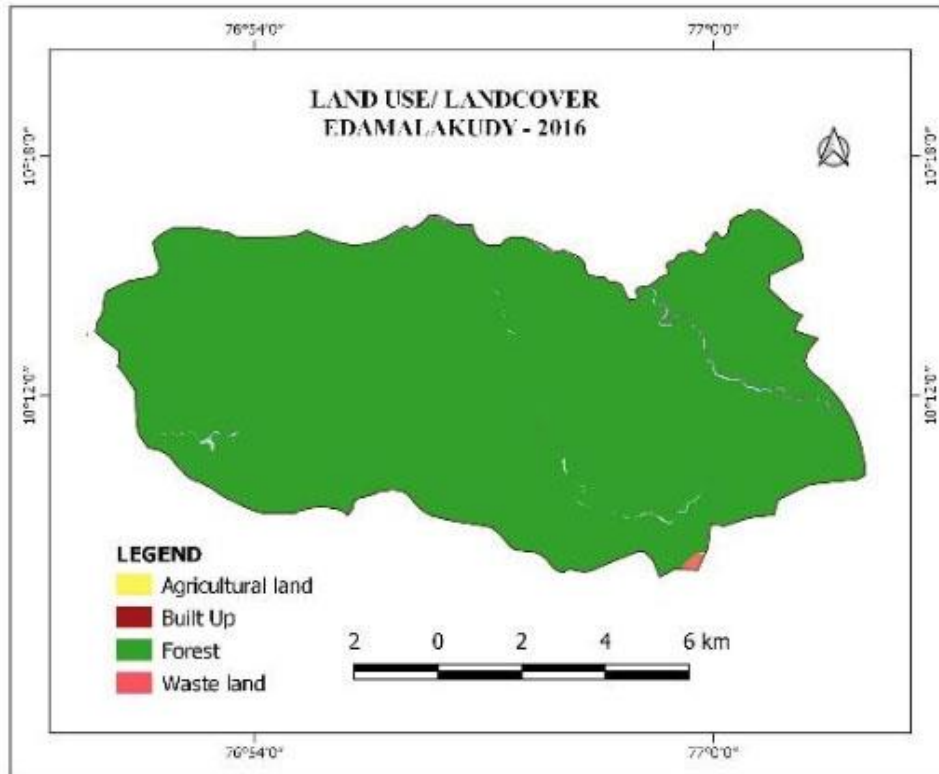 76°54'0"
77°0'0"
LAND USE/ LANDCOVER
EDAMALAKUDY - 2016
10°18'0"
10°18'0"
10°12'0"
10°12'0"
LEGEND
Agricultural land
Built Up
Forest
Waste land
2 0 2 4 6 km
76°54'0"
77°0'0"